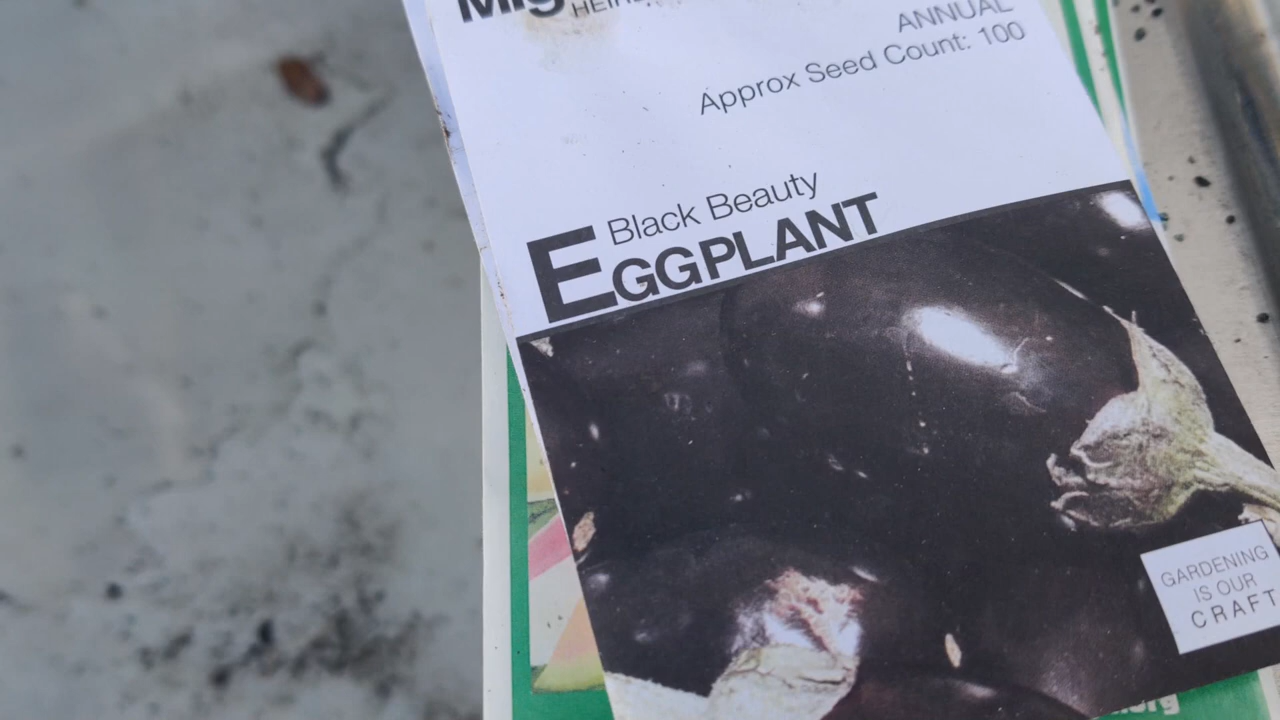 ANNUAL
Approx Seed Count: 100
Black Beauty
EGGPLANT
GARDENING
IS OUR
CRAFT